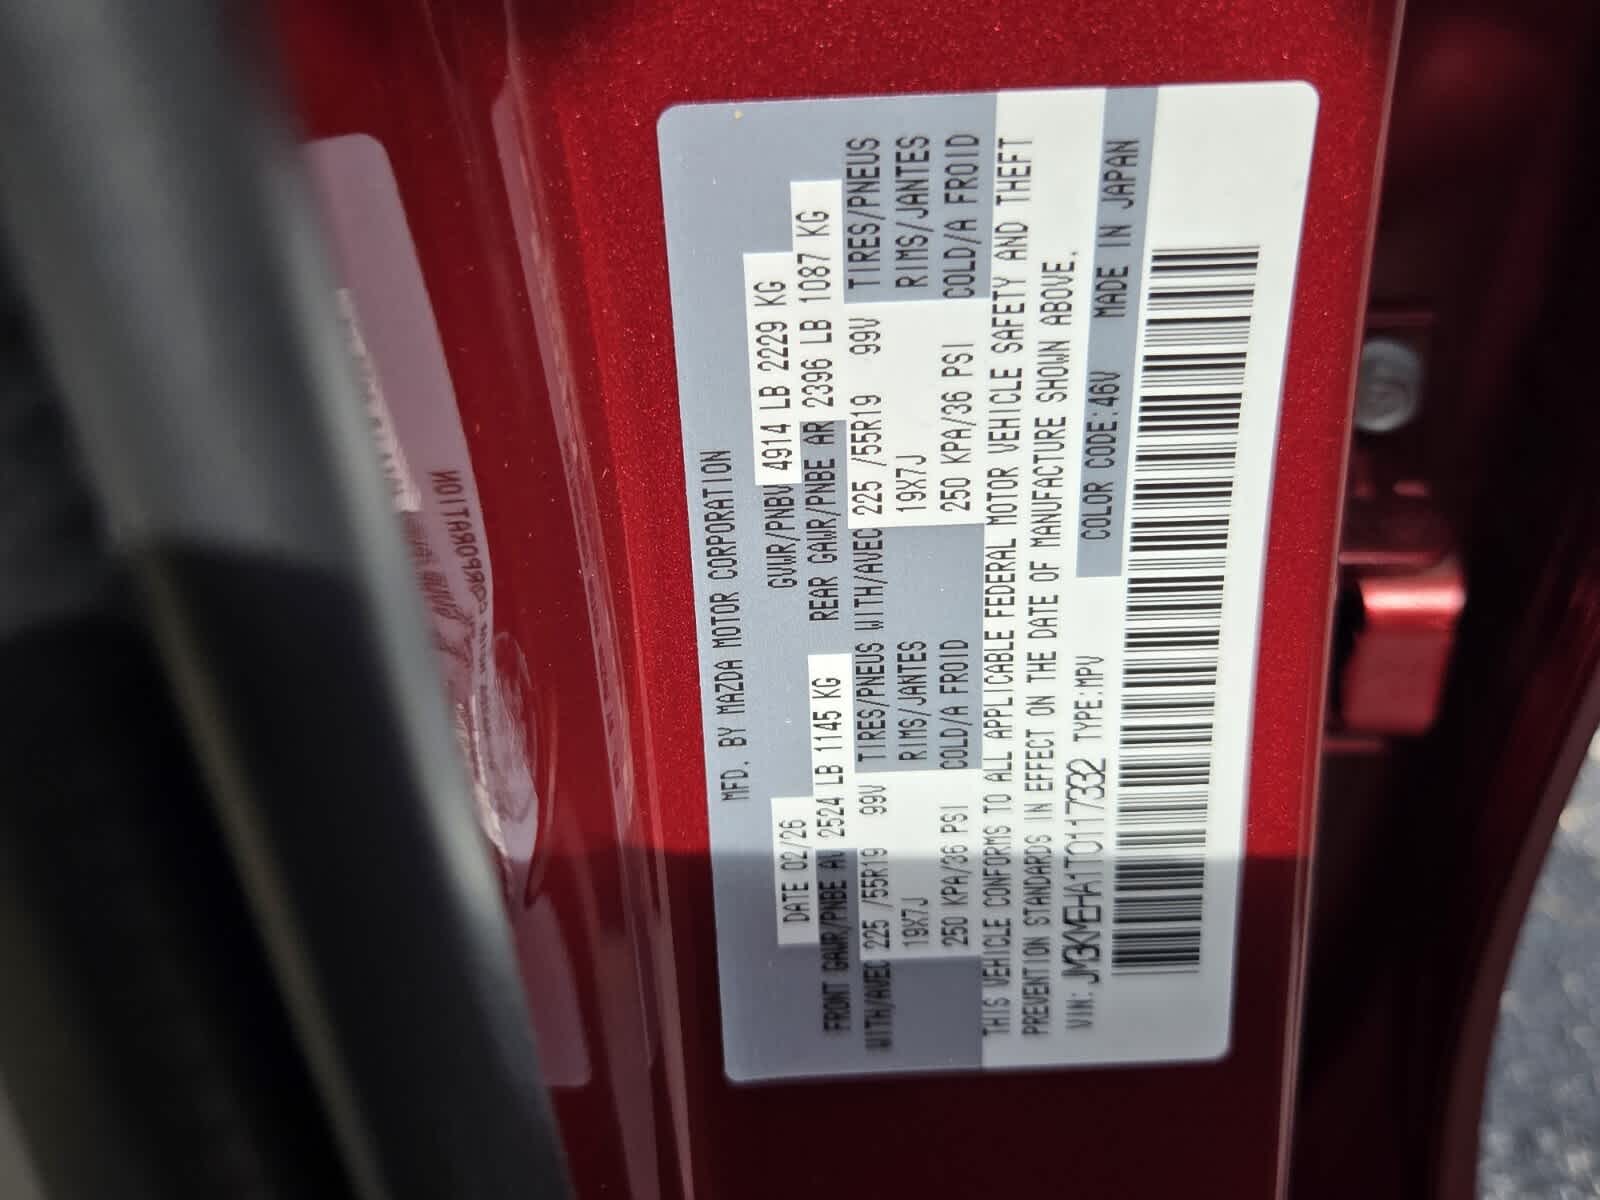 MFD. BY MAZDA MOTOR CORPORATION
DATE 02/26 GVWR/PNBV 4914 LB 2229 KG
FRONT GAWR/PNBE AV 2524 LB 1145 KG REAR GAWR/PNBE AR 2396 LB 1087 KG
WITH/AVEC 225 /55R19 99V TIRES/PNEUS WITH/AVEC 225 /55R19 99V TIRES/PNEUS
19X7J RIMS/JANTES 19X7J RIMS/JANTES
250 KPA/36 PSI COLD/A FROID 250 KPA/36 PSI COLD/A FROID
THIS VEHICLE CONFORMS TO ALL APPLICABLE FEDERAL MOTOR VEHICLE SAFETY AND THEFT
PREVENTION STANDARDS IN EFFECT ON THE DATE OF MANUFACTURE SHOWN ABOVE.
VIN: JM3KMEHA1T0117332 TYPE:MPV COLOR CODE:46V MADE IN JAPAN
CORPORATION